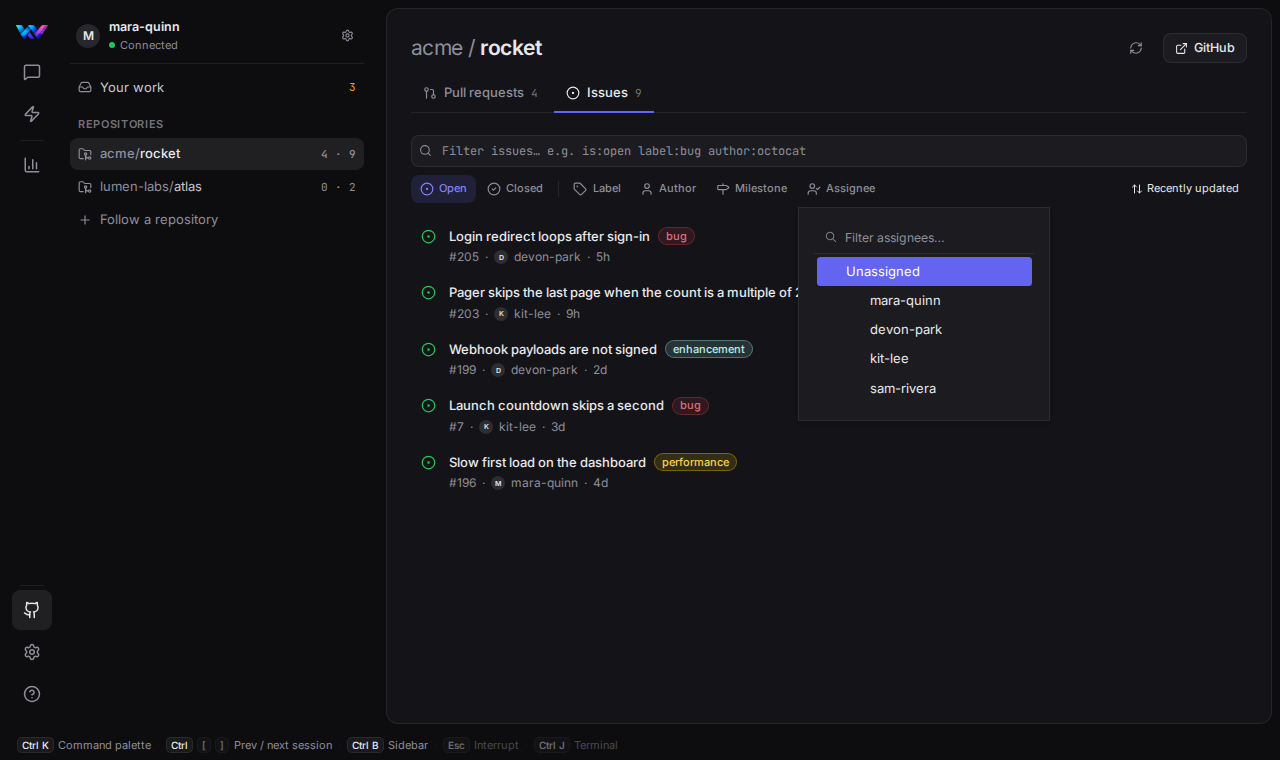 M
mara-quinn
Connected
Your work 3
REPOSITORIES
acme/rocket 4 · 9
lumen-labs/atlas 0 · 2
Follow a repository
acme / rocket
GitHub
Pull requests 4
Issues 9
Filter issues… e.g. is:open label:bug author:octocat
Open
Closed
Label
Author
Milestone
Assignee
Recently updated
Login redirect loops after sign-in bug
#205 · D devon-park · 5h
Pager skips the last page when the count is a multiple of
#203 · K kit-lee · 9h
Webhook payloads are not signed enhancement
#199 · D devon-park · 2d
Launch countdown skips a second bug
#7 · K kit-lee · 3d
Slow first load on the dashboard performance
#196 · M mara-quinn · 4d
Filter assignees...
Unassigned
mara-quinn
devon-park
kit-lee
sam-rivera
Ctrl K Command palette
Ctrl [ ] Prev / next session
Ctrl B Sidebar
Esc Interrupt
Ctrl J Terminal